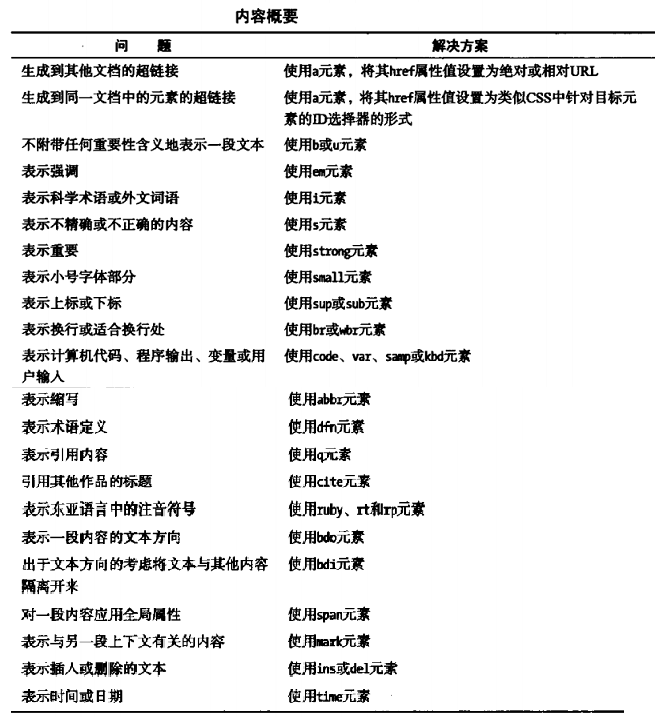 内容概要
问 题 解决方案
生成到其他文档的超链接 使用a元素，将其href属性值设置为绝对或相对URL
生成到同一文档中的元素的超链接 使用a元素，将其href属性值设置为类似CSS中针对目标元
素的ID选择器的形式
不附带任何重要性含义地表示一段文本 使用b或u元素
表示强调 使用em元素
表示科学术语或外文词语 使用i元素
表示不精确或不正确的内容 使用s元素
表示重要 使用strong元素
表示小号字体部分 使用small元素
表示上标或下标 使用sup或sub元素
表示换行或适合换行处 使用br或wbr元素
表示计算机代码、程序输出、变量或用 使用code、var、samp或kbd元素
户输入
表示缩写 使用abbr元素
表示术语定义 使用dfn元素
表示引用内容 使用q元素
引用其他作品的标题 使用cite元素
表示东亚语言中的注音符号 使用ruby、rt和rp元素
表示一段内容的文本方向 使用bdo元素
出于文本方向的考虑将文本与其他内容 使用bdi元素
隔离开来
对一段内容应用全局属性 使用span元素
表示与另一段上下文有关的内容 使用mark元素
表示插入或删除的文本 使用ins或del元素
表示时间或日期 使用time元素